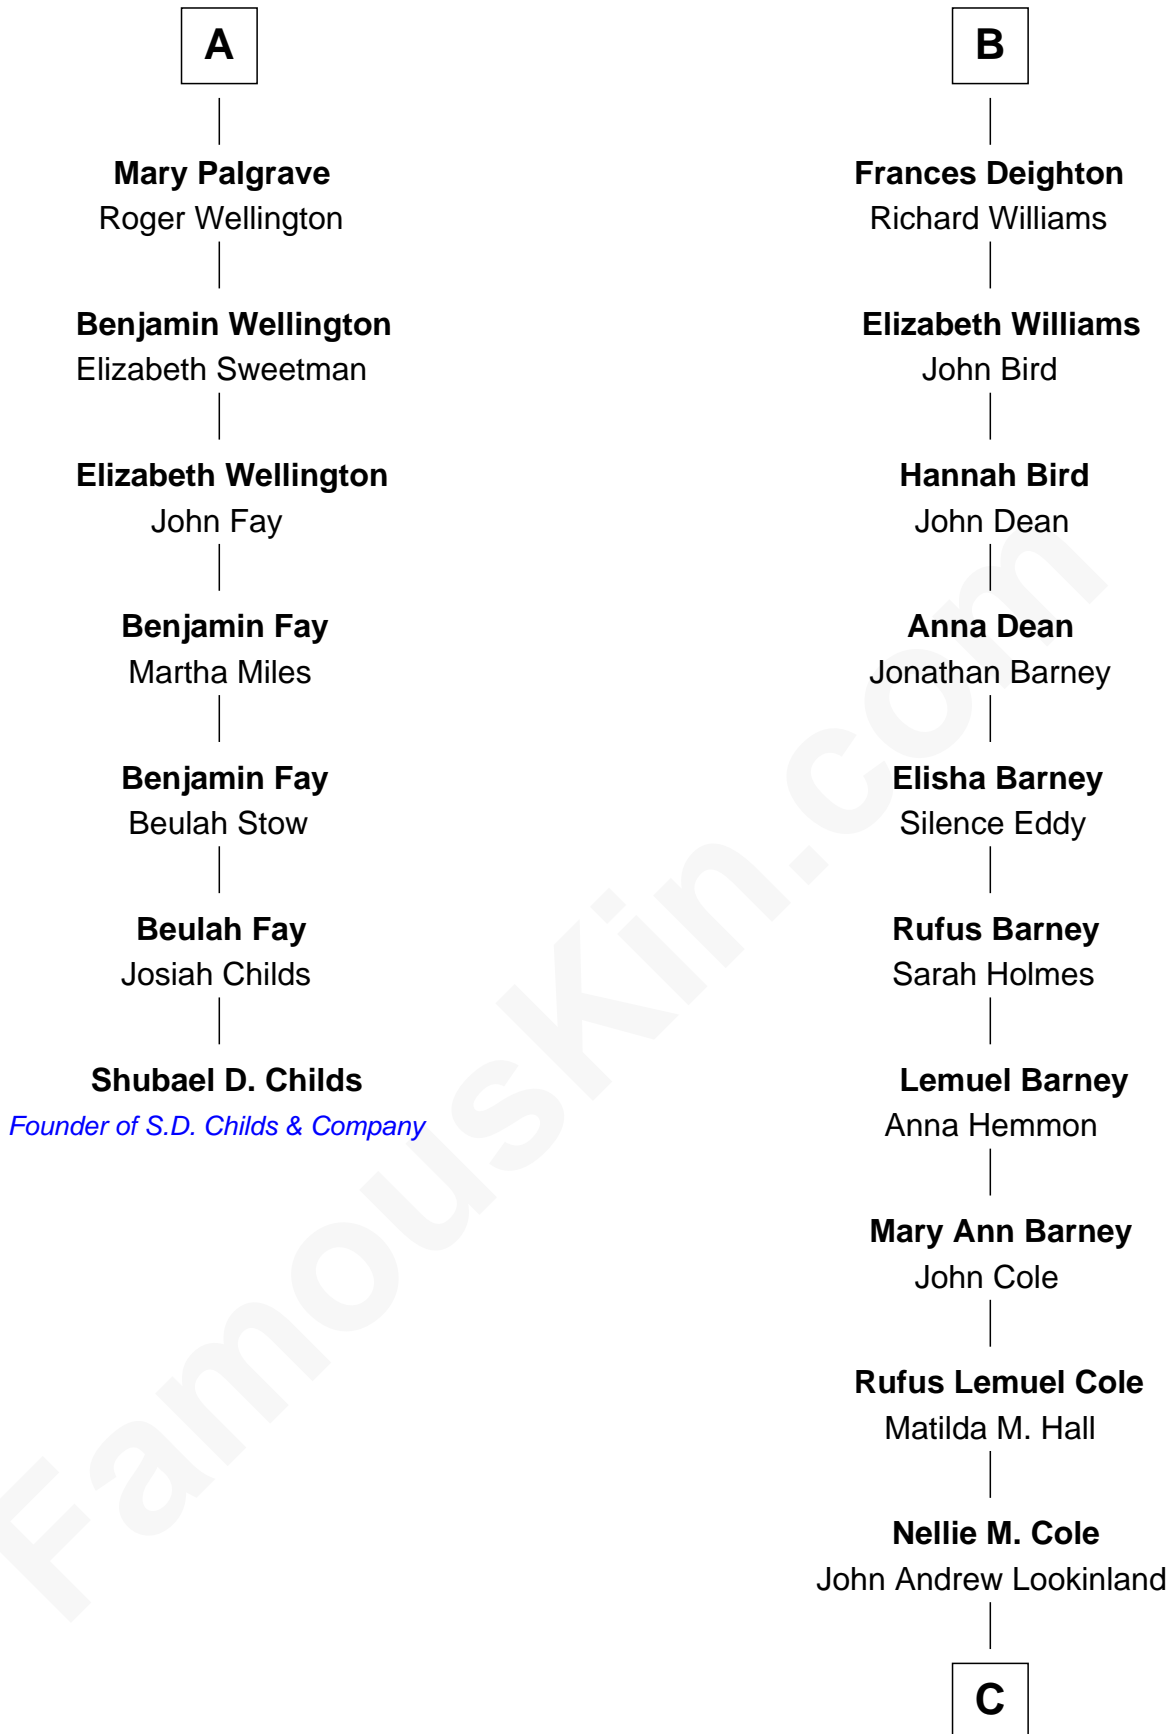 A
Mary Palgrave
Roger Wellington
Benjamin Wellington
Elizabeth Sweetman
Elizabeth Wellington
John Fay
Benjamin Fay
Martha Miles
Benjamin Fay
Beulah Stow
Beulah Fay
Josiah Childs
Shubael D. Childs
Founder of S.D. Childs & Company
B
Frances Deighton
Richard Williams
Elizabeth Williams
John Bird
Hannah Bird
John Dean
Anna Dean
Jonathan Barney
Elisha Barney
Silence Eddy
Rufus Barney
Sarah Holmes
Lemuel Barney
Anna Hemmon
Mary Ann Barney
John Cole
Rufus Lemuel Cole
Matilda M. Hall
Nellie M. Cole
John Andrew Lookinland
C
FamousKin.com